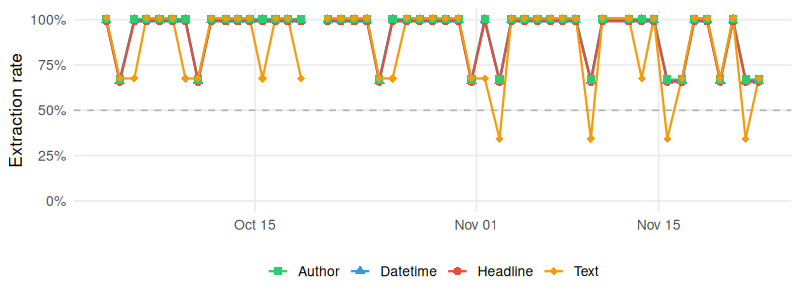 Extraction rate
100%
75%
50%
25%
0%
Oct 15
Nov 01
Nov 15
Author
Datetime
Headline
Text